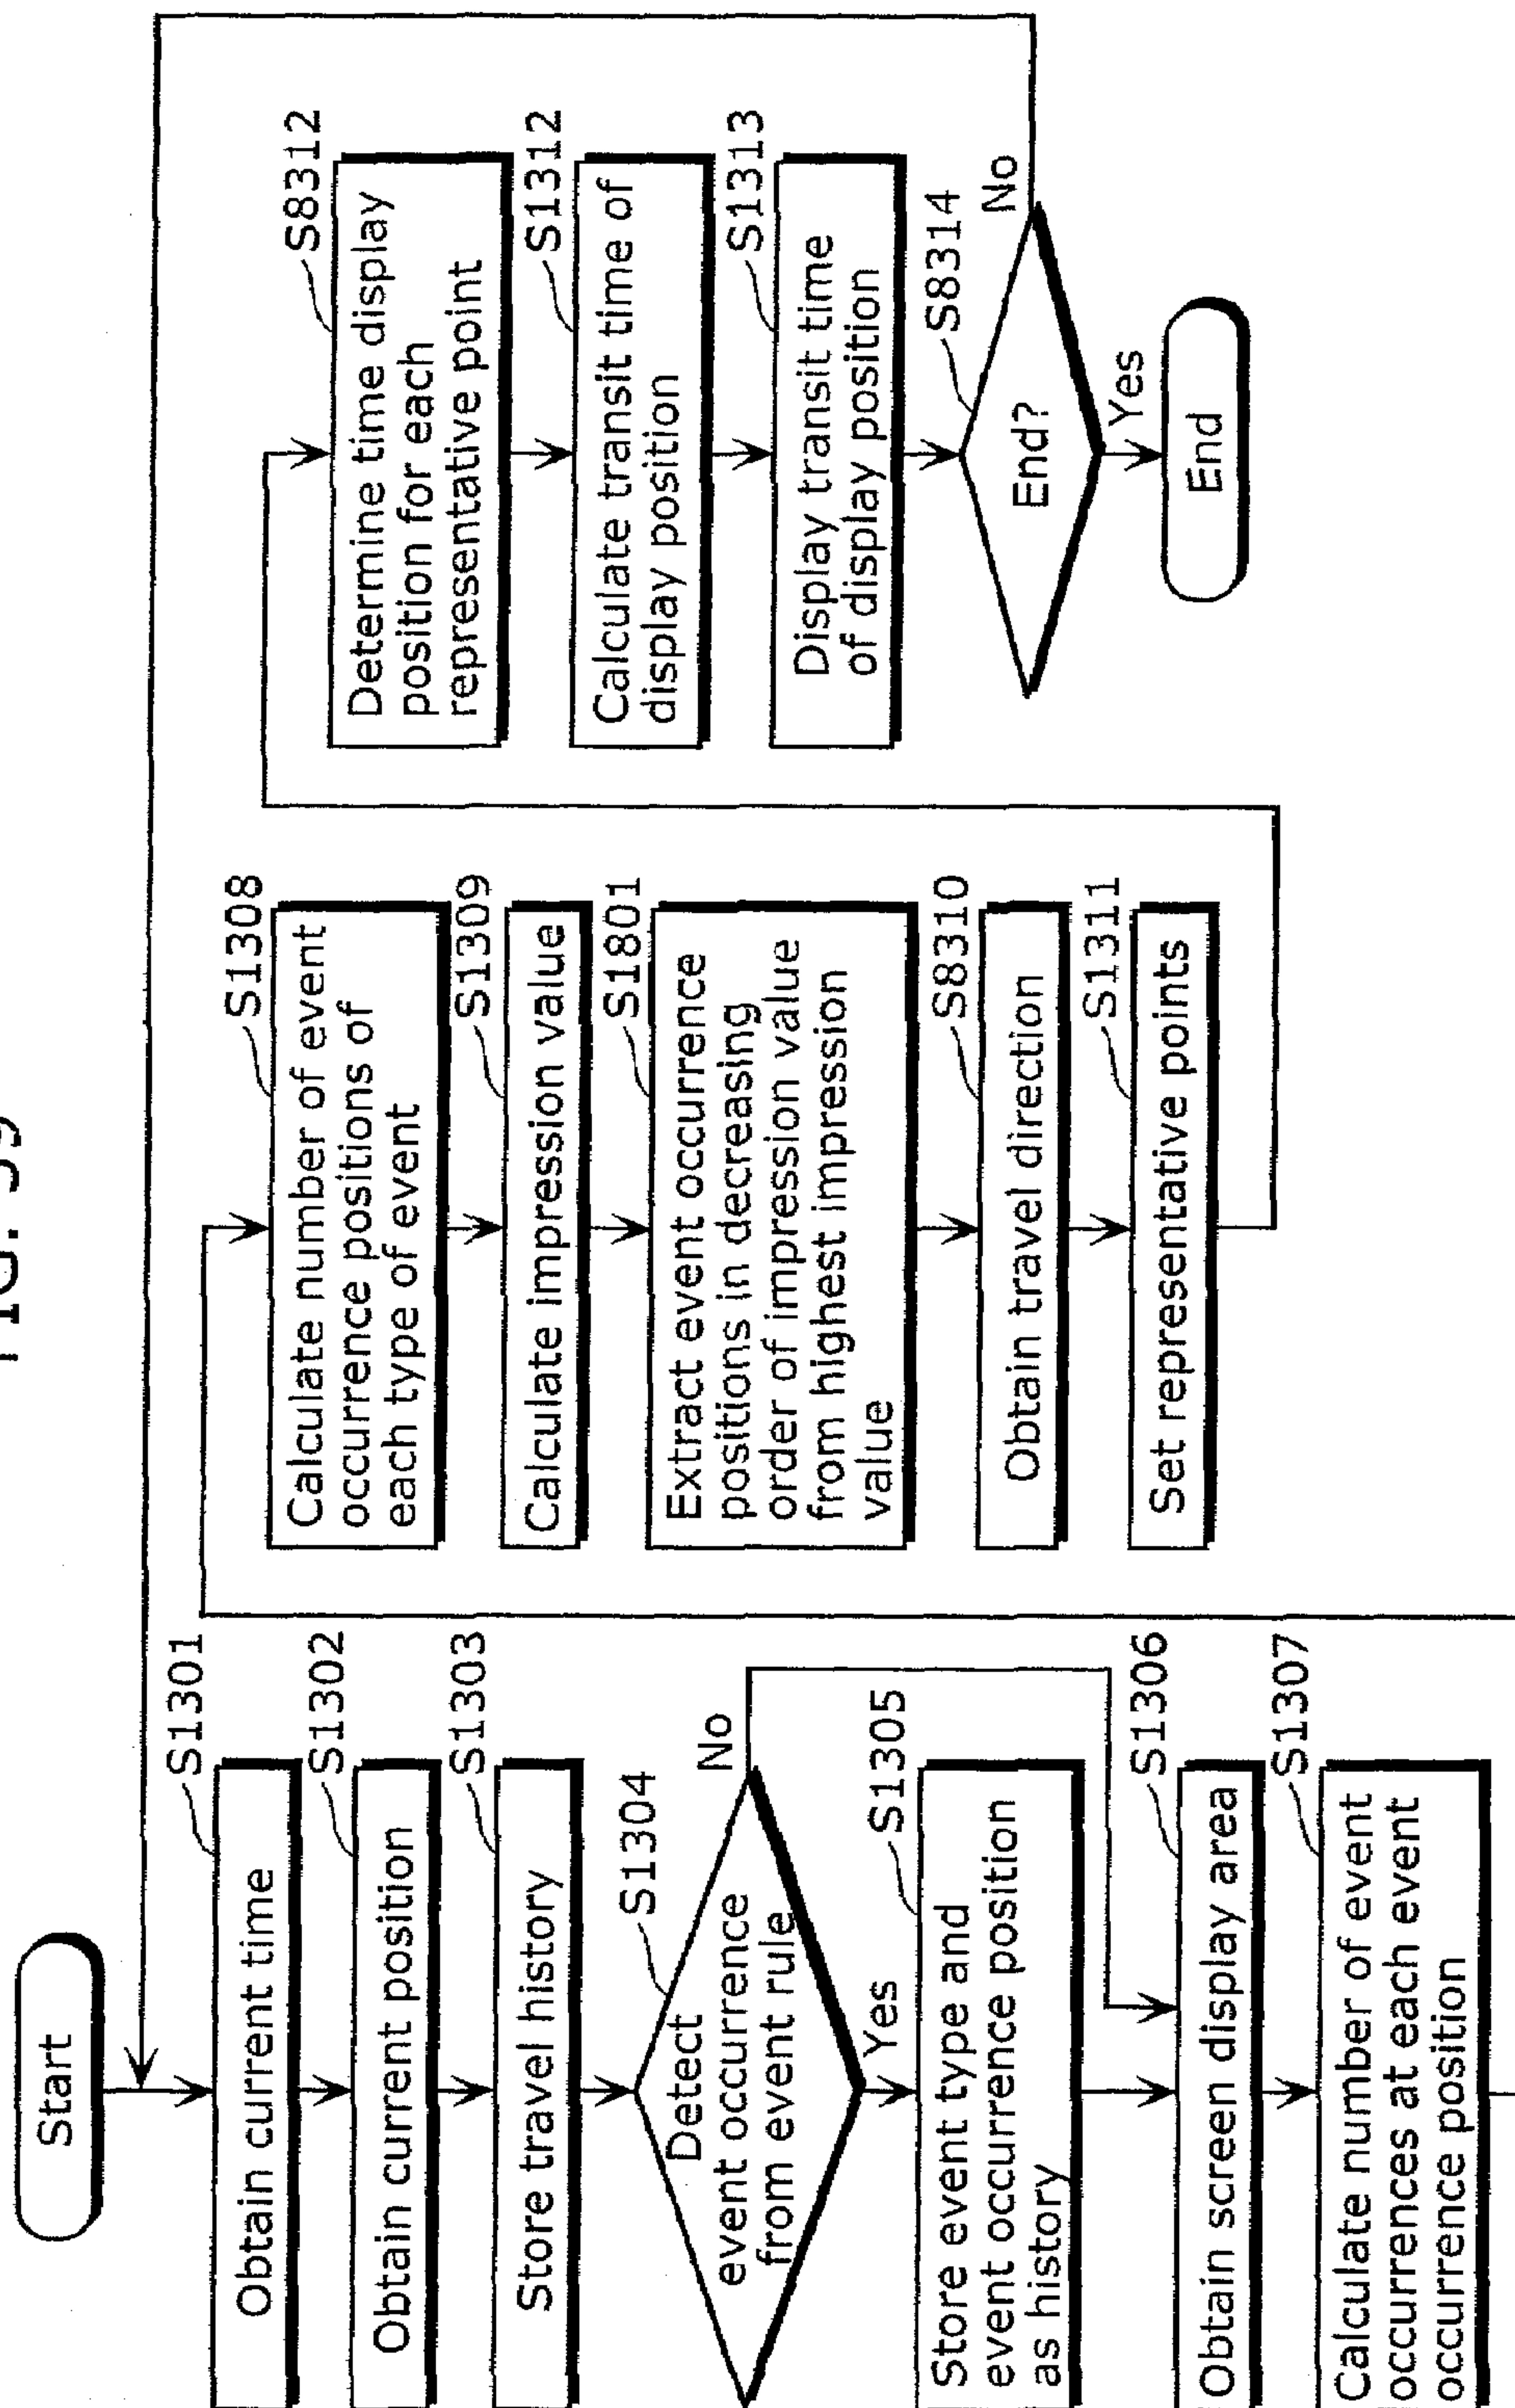 Start
S1301
Obtain current time
S1302
Obtain current position
S1303
Store travel history
S1304
Detect
event occurrence
from event rule
No
Yes
S1305
Store event type and
event occurrence position
as history
S1306
Obtain screen display area
S1307
Calculate number of event
occurrences at each event
occurrence position
S1308
Calculate number of event
occurrence positions of
each type of event
S1309
Calculate impression value
S1801
Extract event occurrence
positions in decreasing
order of impression value
from highest impression
value
S8310
Obtain travel direction
S1311
Set representative points
S8312
Determine time display
position for each
representative point
S1312
Calculate transit time of
display position
S1313
Display transit time
of display position
S8314
End?
No
Yes
End